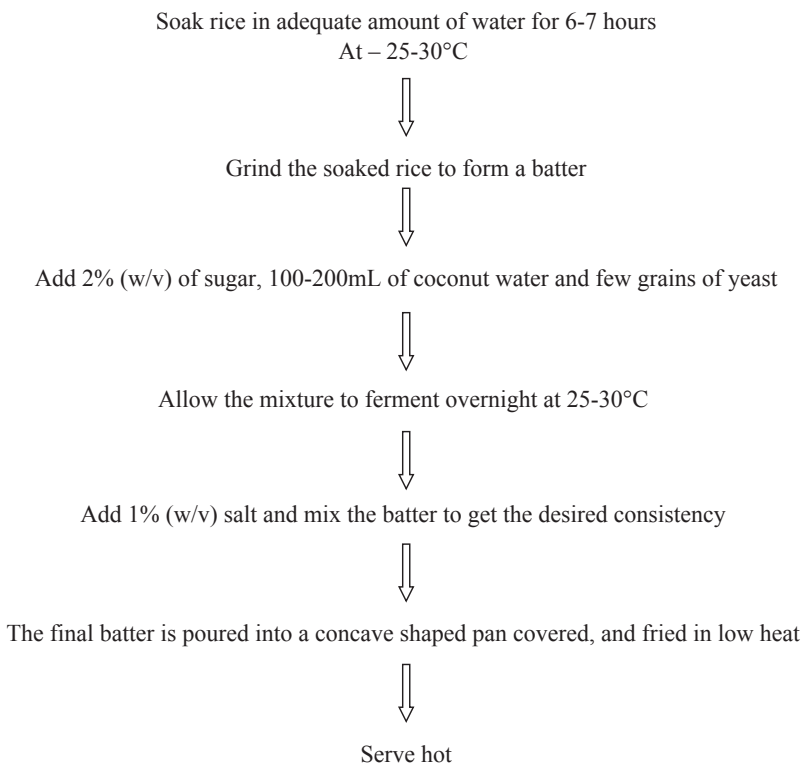 Soak rice in adequate amount of water for 6-7 hours
At – 25-30°C
Grind the soaked rice to form a batter
Add 2% (w/v) of sugar, 100-200mL of coconut water and few grains of yeast
Allow the mixture to ferment overnight at 25-30°C
Add 1% (w/v) salt and mix the batter to get the desired consistency
The final batter is poured into a concave shaped pan covered, and fried in low heat
Serve hot